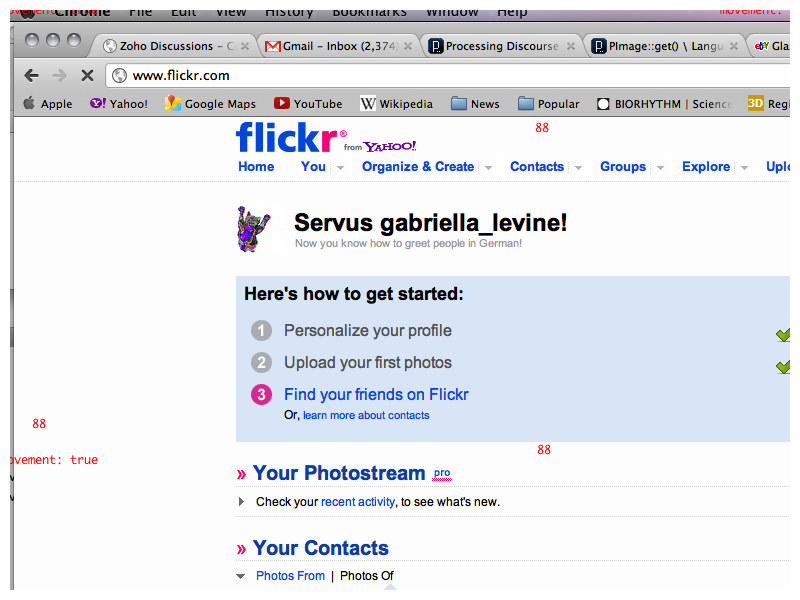 Chrome File Edit View History Bookmarks Window Help movement:
Zoho Discussions - C Gmail - Inbox (2,374) Processing Discourse PImage::get() \ Langu ebY Gla
www.flickr.com
Apple Yahoo! Google Maps YouTube Wikipedia News Popular BIORHYTHM | Science 3D Regi
88
flickr® from YAHOO!
Home You Organize & Create Contacts Groups Explore Uplo
Servus gabriella_levine!
Now you know how to greet people in German!
Here's how to get started:
1 Personalize your profile
2 Upload your first photos
3 Find your friends on Flickr
Or, learn more about contacts
88
88
ovement: true
» Your Photostream pro
Check your recent activity, to see what's new.
» Your Contacts
Photos From | Photos Of